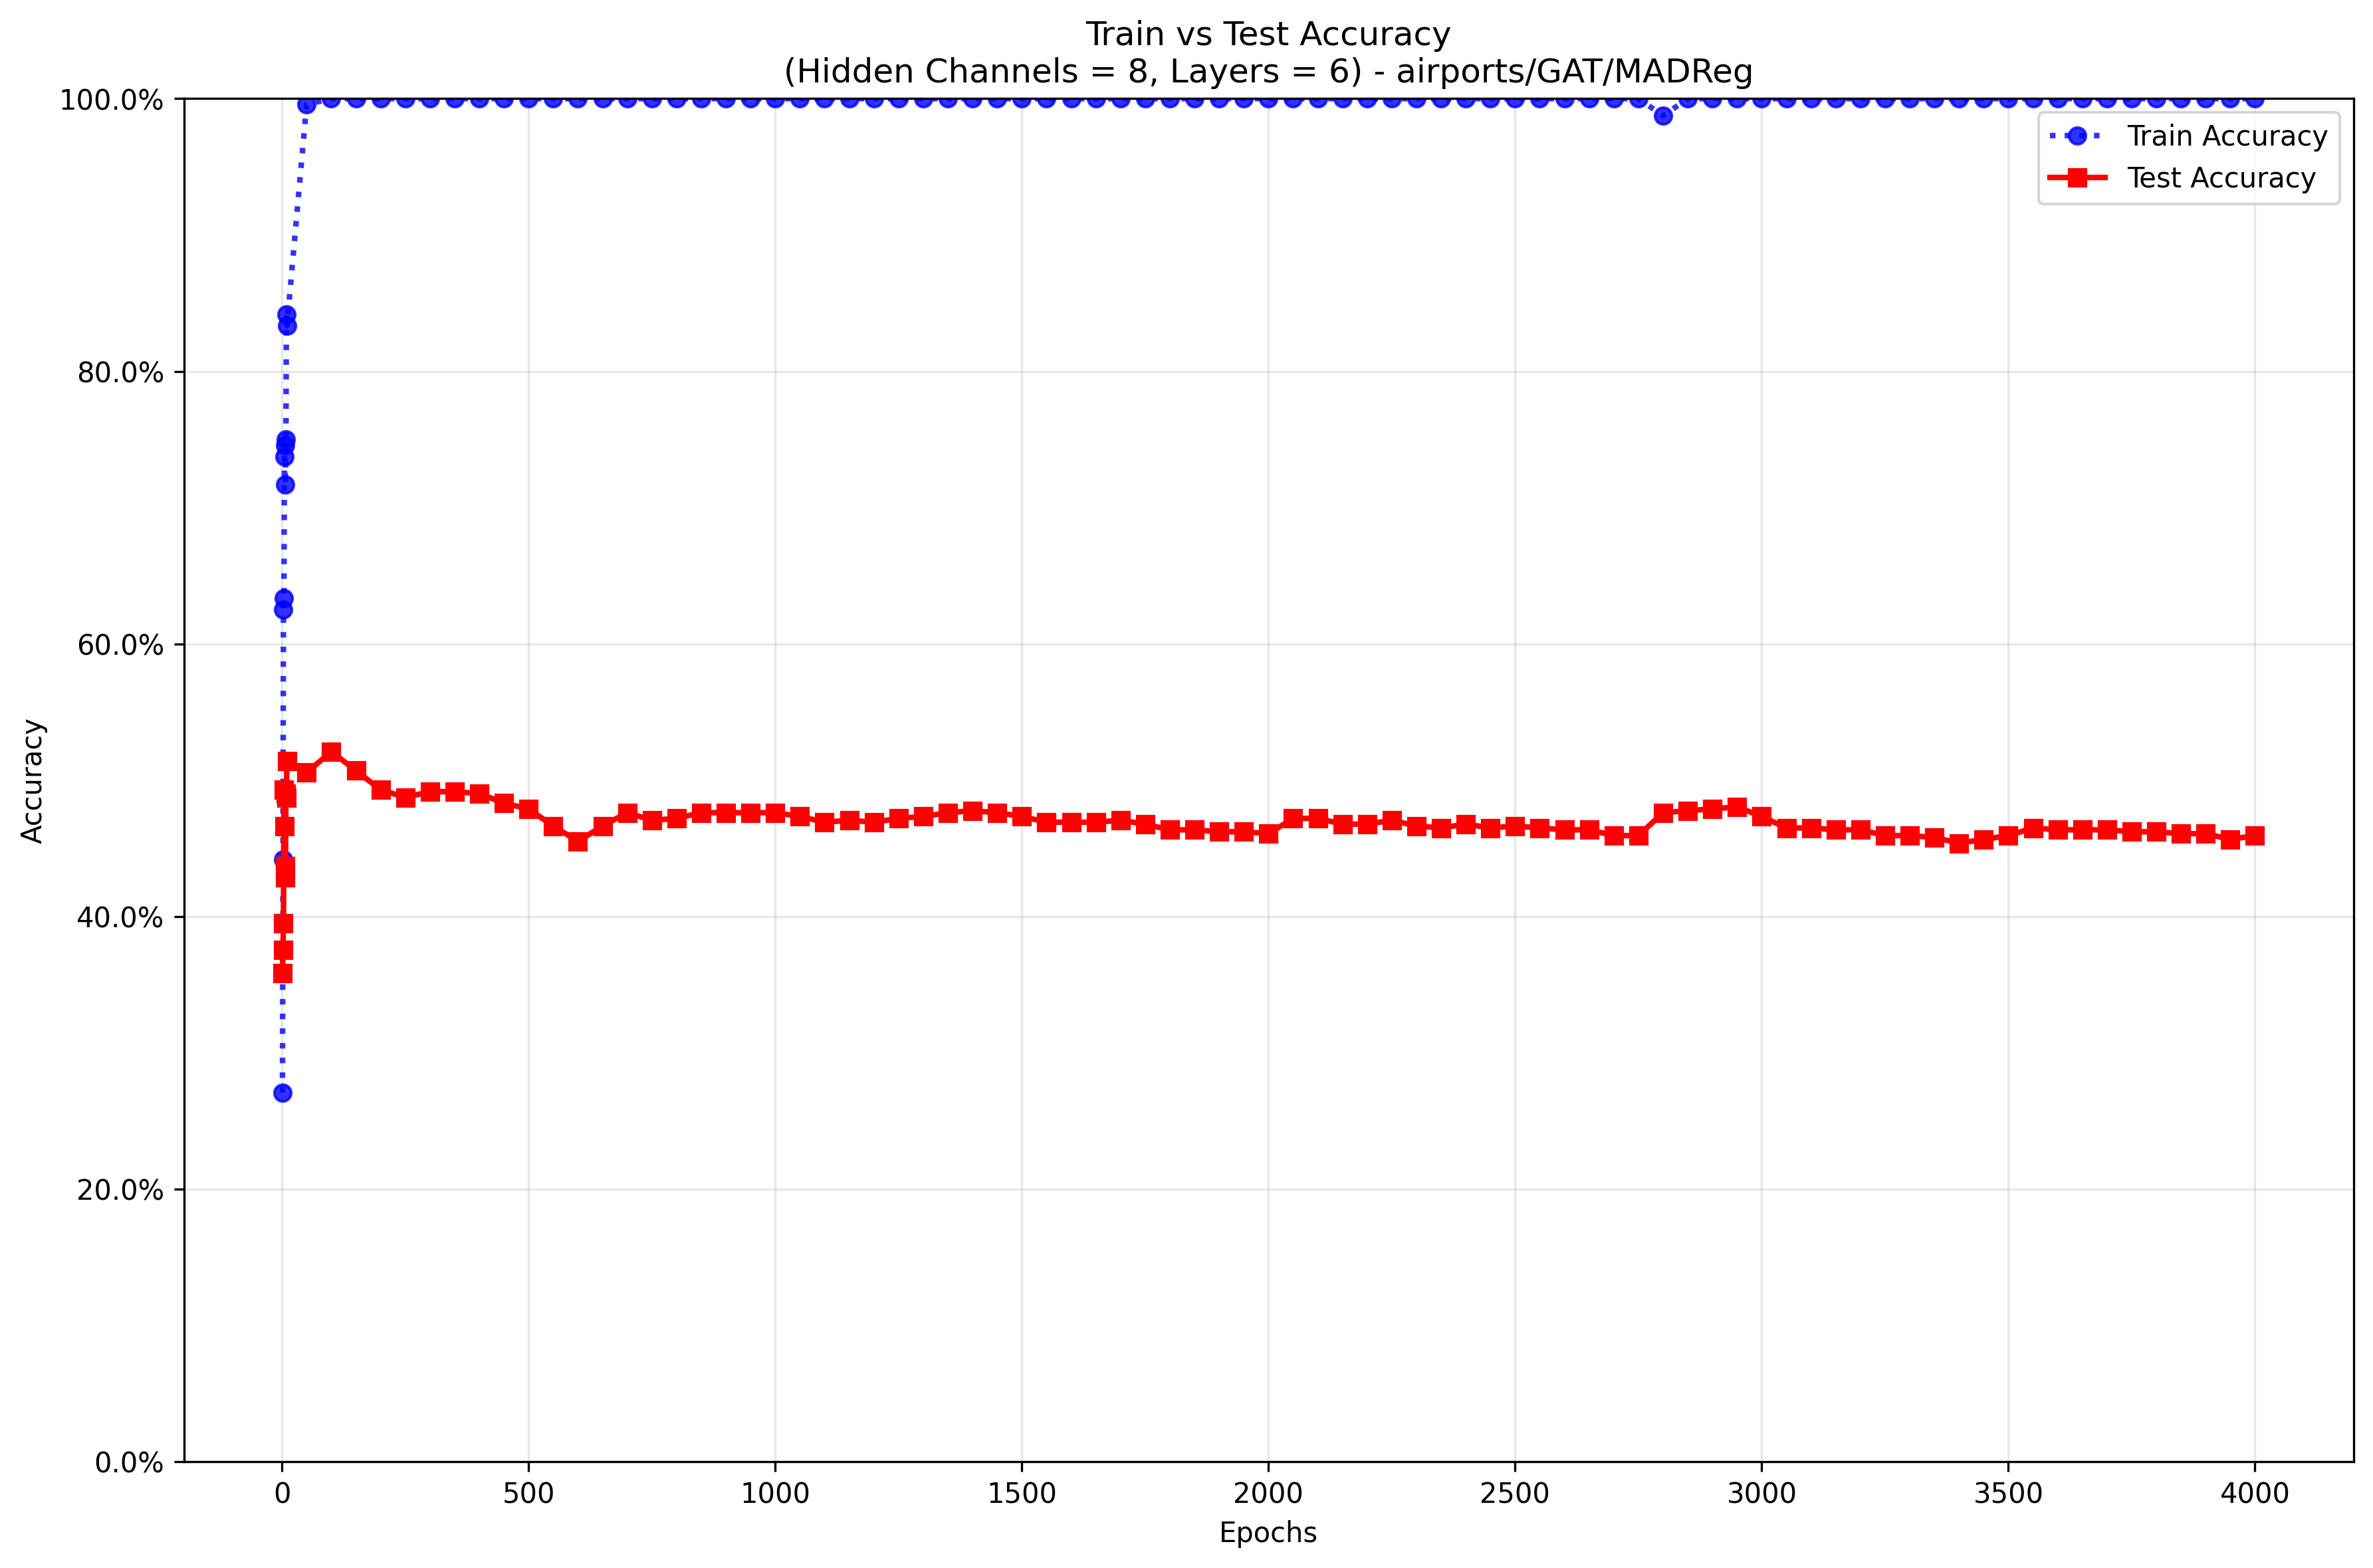 Train vs Test Accuracy
(Hidden Channels = 8, Layers = 6) - airports/GAT/MADReg
100.0%
80.0%
60.0%
40.0%
20.0%
0.0%
Accuracy
Train Accuracy
Test Accuracy
0 500 1000 1500 2000 2500 3000 3500 4000
Epochs